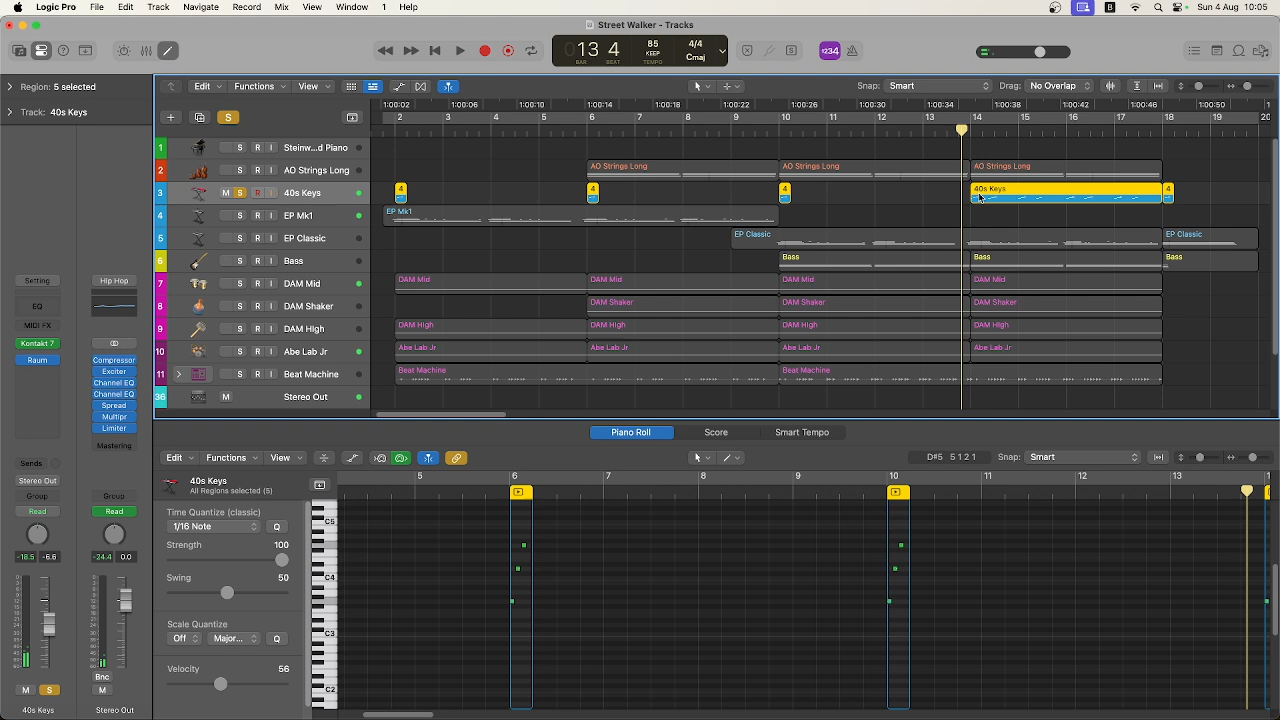 Logic Pro File Edit Track Navigate Record Mix View Window 1 Help Sun 4 Aug 10:05
Street Walker - Tracks
13 4 85 4/4
KEEP Cmaj
BAR BEAT TEMPO
1234
Region: 5 selected
Edit Functions View Snap: Smart Drag: No Overlap
Track: 40s Keys
1:00:02 1:00:06 1:00:10 1:00:14 1:00:18 1:00:22 1:00:26 1:00:30 1:00:34 1:00:38 1:00:42 1:00:46 1:00:50
S 2 3 4 5 6 7 8 9 10 11 12 13 14 15 16 17 18 19 20
1 S R I Steinw...d Piano
2 S R I AO Strings Long AO Strings Long AO Strings Long AO Strings Long
3 M S R I 40s Keys 4 4 4 40s Keys 4
4 S R I EP Mk1 EP Mk1
5 S R I EP Classic EP Classic EP Classic
6 S R I Bass Bass Bass Bass
7 S R I DAM Mid DAM Mid DAM Mid DAM Mid DAM Mid
8 S R I DAM Shaker DAM Shaker DAM Shaker DAM Shaker
9 S R I DAM High DAM High DAM High DAM High DAM High
10 S R I Abe Lab Jr Abe Lab Jr Abe Lab Jr Abe Lab Jr Abe Lab Jr
11 S R I Beat Machine Beat Machine Beat Machine
36 M Stereo Out
Setting Hip Hop
EQ
MIDI FX
Kontakt 7
Raum Compressor
Exciter
Channel EQ
Channel EQ
Spread
Multipr
Limiter
Mastering
Sends
Stereo Out
Group Group
Read Read
-18.5 -6.6 -24.4 0.0
Bnc
M S M
40s Keys Stereo Out
Piano Roll Score Smart Tempo
Edit Functions View D#5 5 1 2 1 Snap: Smart
40s Keys
All Regions selected (5)
5 6 7 8 9 10 11 12 13
Time Quantize (classic)
1/16 Note Q
Strength 100
Swing 50
Scale Quantize
Off Major... Q
Velocity 56
C5
C4
C3
C2